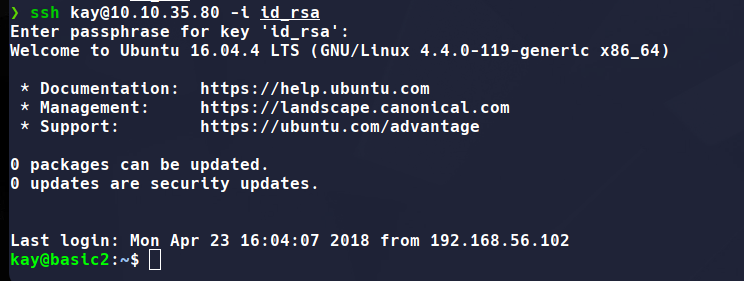 ❯ ssh kay@10.10.35.80 -i id_rsa
Enter passphrase for key 'id_rsa':
Welcome to Ubuntu 16.04.4 LTS (GNU/Linux 4.4.0-119-generic x86_64)
* Documentation:  https://help.ubuntu.com
* Management:     https://landscape.canonical.com
* Support:        https://ubuntu.com/advantage
0 packages can be updated.
0 updates are security updates.
Last login: Mon Apr 23 16:04:07 2018 from 192.168.56.102
kay@basic2:~$